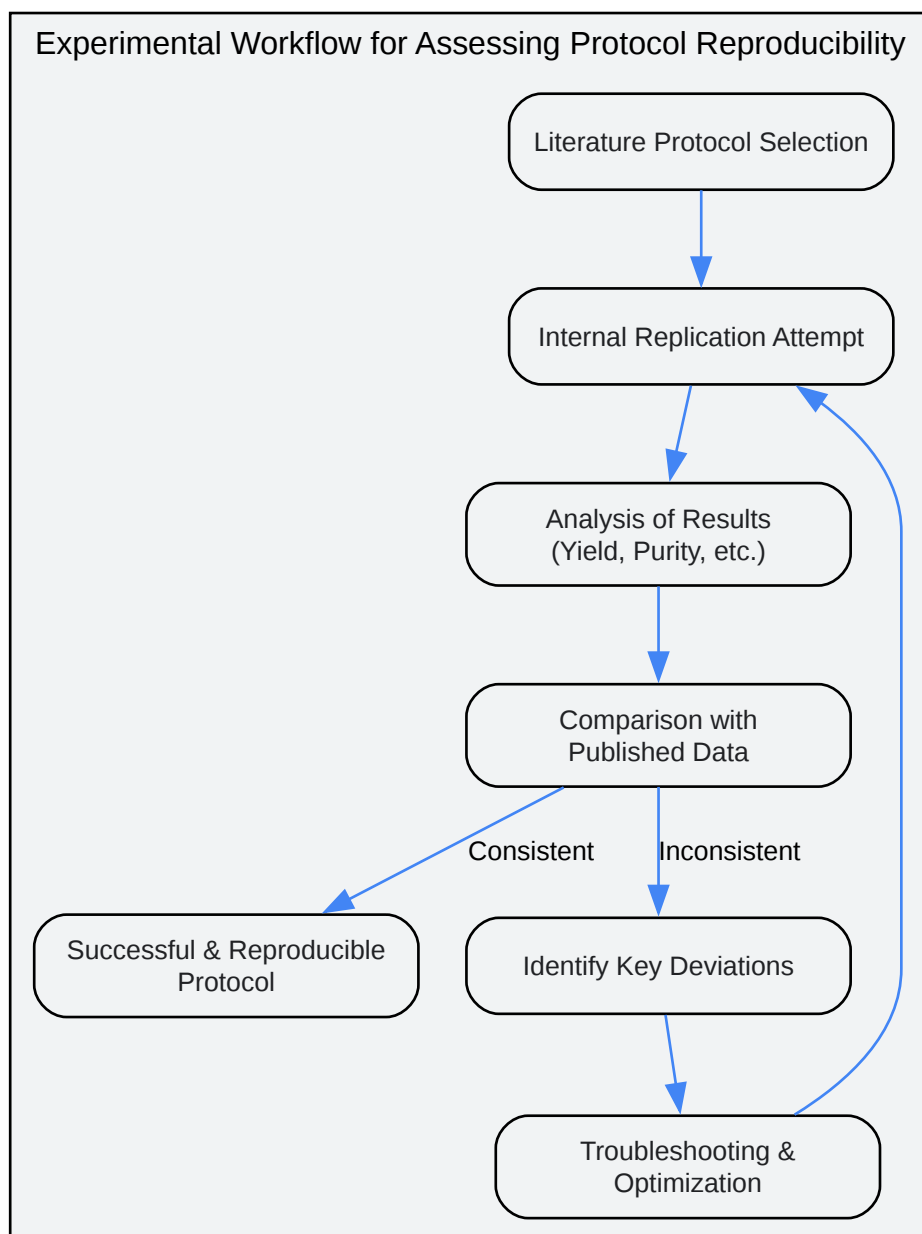 Experimental Workflow for Assessing Protocol Reproducibility
Literature Protocol Selection
Internal Replication Attempt
Analysis of Results
(Yield, Purity, etc.)
Comparison with
Published Data
Consistent
Inconsistent
Successful & Reproducible
Protocol
Identify Key Deviations
Troubleshooting &
Optimization